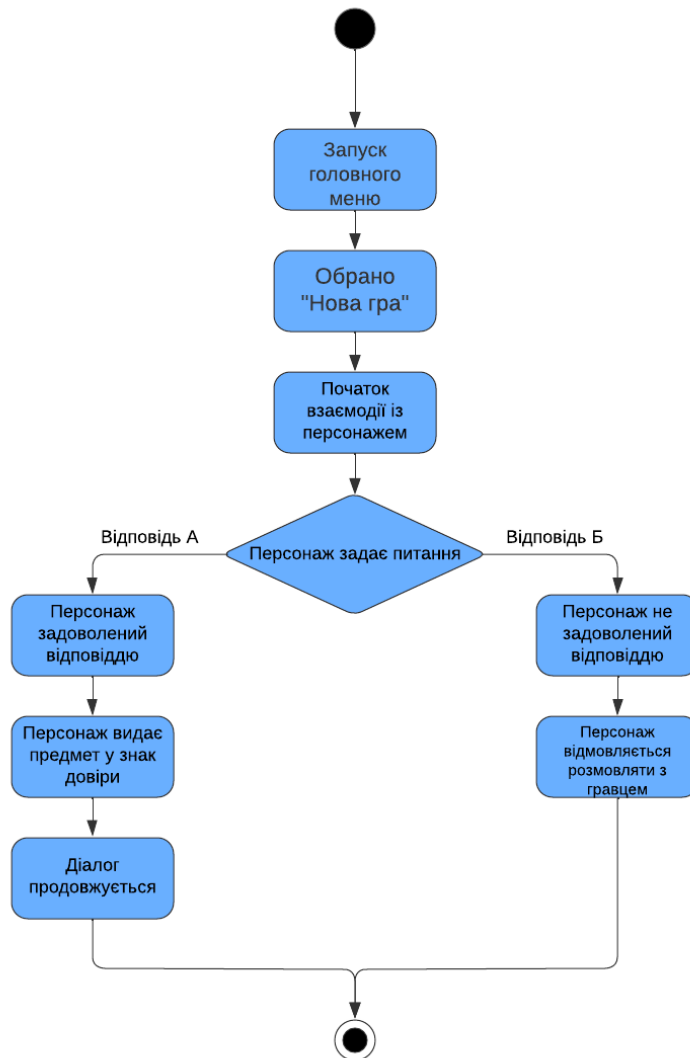 Запуск
головного
меню
Обрано
"Нова гра"
Початок
взаємодії із
персонажем
Персонаж задає питання
Відповідь А
Відповідь Б
Персонаж
задоволений
відповіддю
Персонаж не
задоволений
відповіддю
Персонаж видає
предмет у знак
довіри
Персонаж
відмовляється
розмовляти з
гравцем
Діалог
продовжується